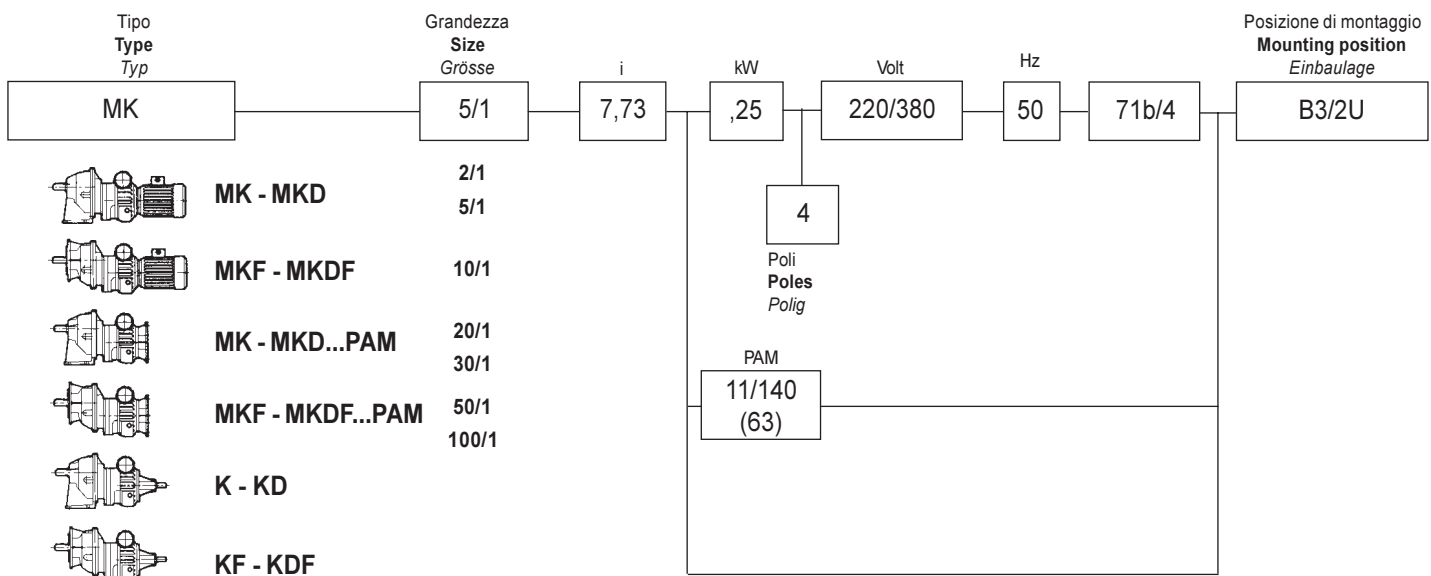 Tipo
Type
Typ
Grandezza
Size
Grösse
i
kW
Volt
Hz
Posizione di montaggio
Mounting position
Einbaulage
MK
5/1
7,73
,25
220/380
50
71b/4
B3/2U
4
Poli
Poles
Polig
MK - MKD
2/1
5/1
MKF - MKDF
10/1
MK - MKD...PAM
20/1
30/1
MKF - MKDF...PAM
50/1
100/1
K - KD
KF - KDF
PAM
11/140
(63)